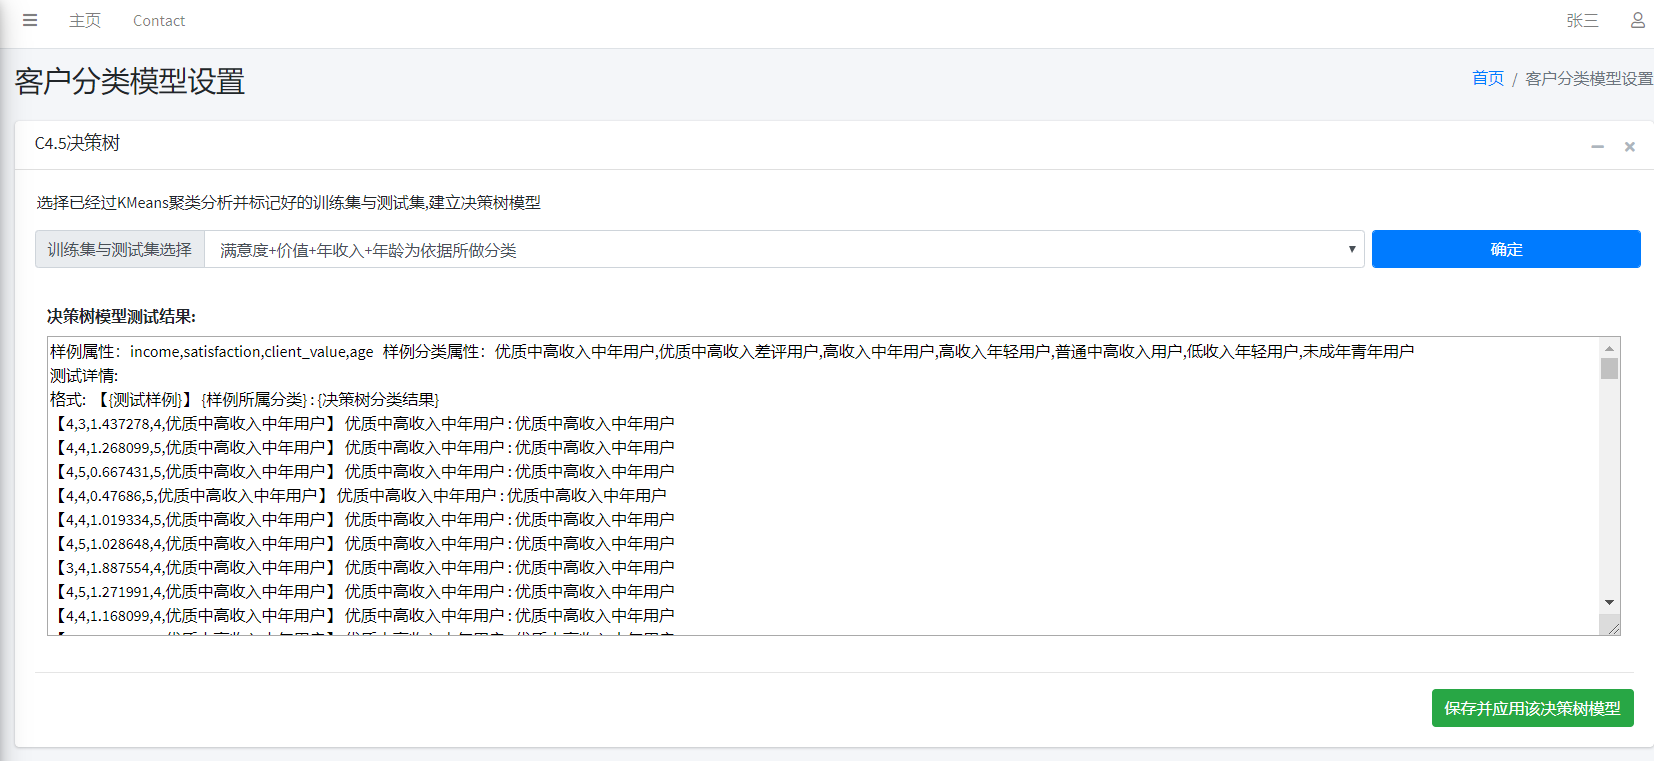 主页 Contact 张三
客户分类模型设置 首页 / 客户分类模型设置
C4.5决策树
选择已经过KMeans聚类分析并标记好的训练集与测试集,建立决策树模型
训练集与测试集选择 满意度+价值+年收入+年龄为依据所做分类 确定
决策树模型测试结果:
样例属性：income,satisfaction,client_value,age 样例分类属性：优质中高收入中年用户,优质中高收入差评用户,高收入中年用户,高收入年轻用户,普通中高收入用户,低收入年轻用户,未成年青年用户
测试详情:
格式: 【{测试样例}】{样例所属分类} : {决策树分类结果}
【4,3,1.437278,4,优质中高收入中年用户】 优质中高收入中年用户 : 优质中高收入中年用户
【4,4,1.268099,5,优质中高收入中年用户】 优质中高收入中年用户 : 优质中高收入中年用户
【4,5,0.667431,5,优质中高收入中年用户】 优质中高收入中年用户 : 优质中高收入中年用户
【4,4,0.47686,5,优质中高收入中年用户】 优质中高收入中年用户 : 优质中高收入中年用户
【4,4,1.019334,5,优质中高收入中年用户】 优质中高收入中年用户 : 优质中高收入中年用户
【4,5,1.028648,4,优质中高收入中年用户】 优质中高收入中年用户 : 优质中高收入中年用户
【3,4,1.887554,4,优质中高收入中年用户】 优质中高收入中年用户 : 优质中高收入中年用户
【4,5,1.271991,4,优质中高收入中年用户】 优质中高收入中年用户 : 优质中高收入中年用户
【4,4,1.168099,4,优质中高收入中年用户】 优质中高收入中年用户 : 优质中高收入中年用户
保存并应用该决策树模型